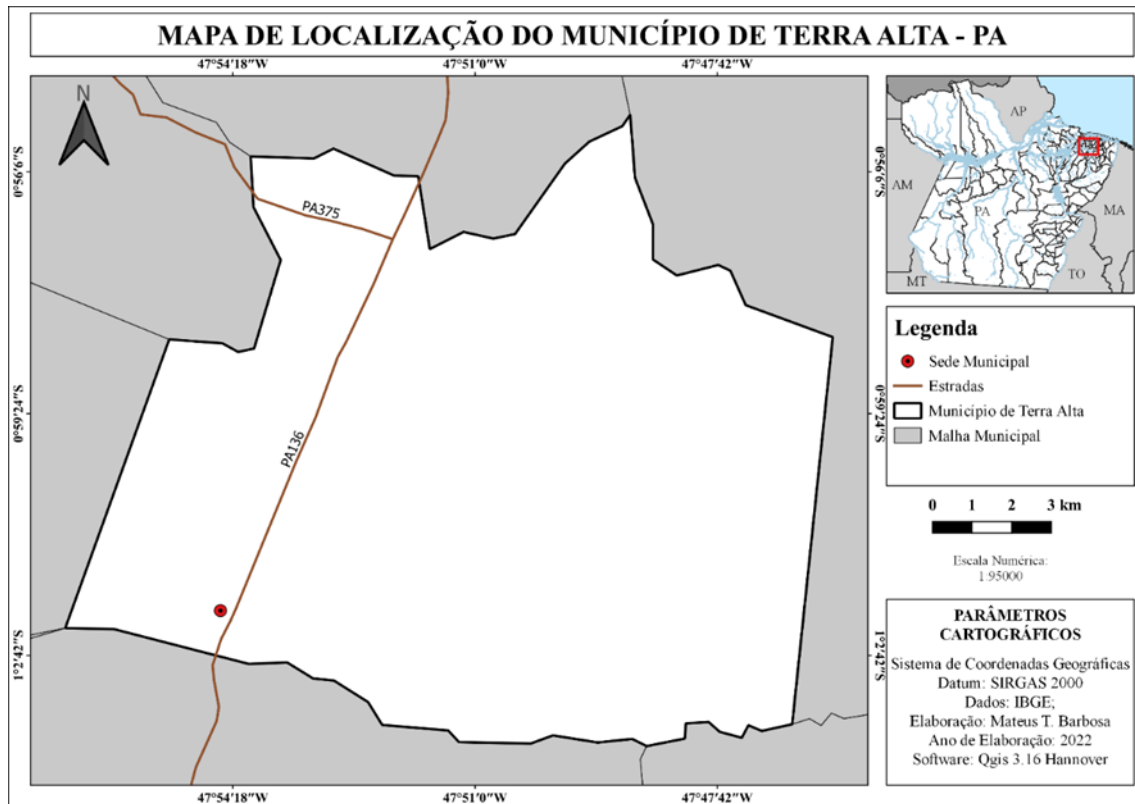 MAPA DE LOCALIZAÇÃO DO MUNICÍPIO DE TERRA ALTA - PA
47°54'18"W
47°51'0"W
47°47'42"W
N
0°56'6"S
0°56'6"S
PA375
0°59'24"S
0°59'24"S
PA136
1°2'42"S
1°2'42"S
47°54'18"W
47°51'0"W
47°47'42"W
AP
AM
PA
MA
MT
TO
Legenda
Sede Municipal
Estradas
Município de Terra Alta
Malha Municipal
0 1 2 3 km
Escala Numérica:
1:95000
PARÂMETROS
CARTOGRÁFICOS
Sistema de Coordenadas Geográficas
Datum: SIRGAS 2000
Dados: IBGE;
Elaboração: Mateus T. Barbosa
Ano de Elaboração: 2022
Software: Qgis 3.16 Hannover